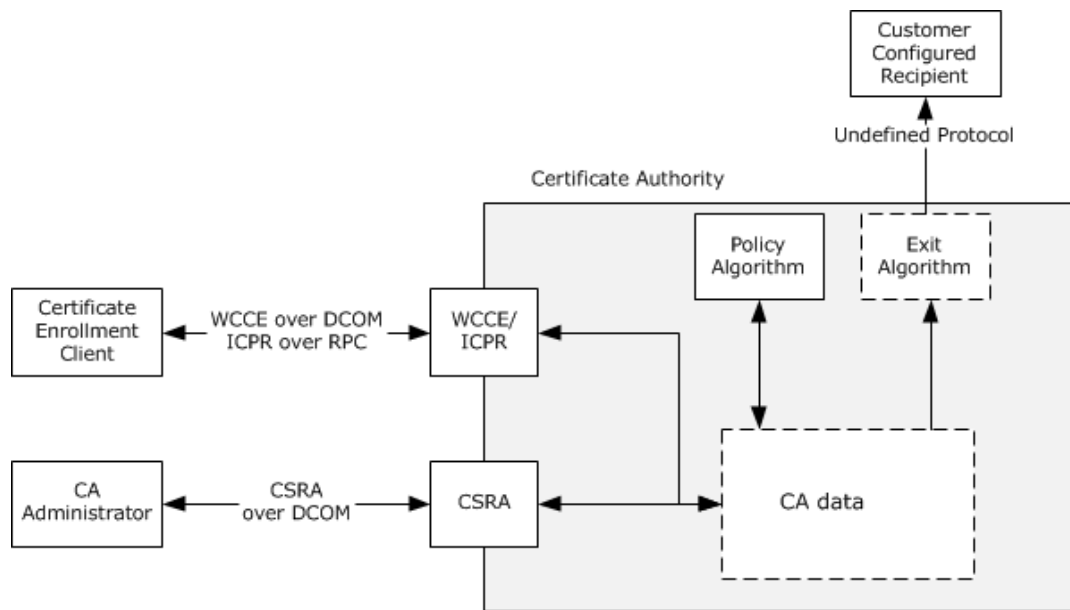 Customer
Configured
Recipient
Undefined Protocol
Certificate Authority
Policy
Algorithm
Exit
Algorithm
Certificate
Enrollment
Client
WCCE over DCOM
ICPR over RPC
WCCE/
ICPR
CA
Administrator
CSRA
over DCOM
CSRA
CA data